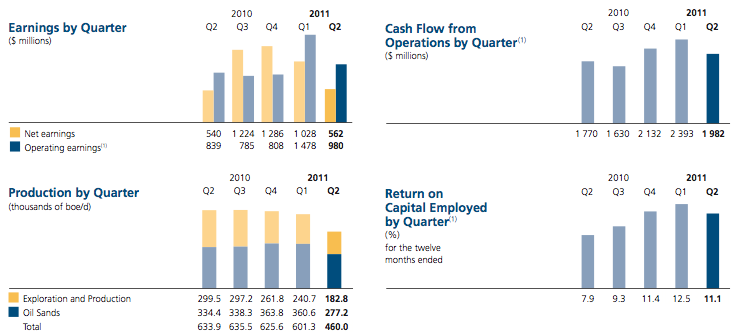 Earnings by Quarter
($ millions)
2010 2011
Q2 Q3 Q4 Q1 Q2
Net earnings 540 1 224 1 286 1 028 562
Operating earnings(1) 839 785 808 1 478 980
Cash Flow from
Operations by Quarter(1)
($ millions)
2010 2011
Q2 Q3 Q4 Q1 Q2
1 770 1 630 2 132 2 393 1 982
Production by Quarter
(thousands of boe/d)
2010 2011
Q2 Q3 Q4 Q1 Q2
Exploration and Production 299.5 297.2 261.8 240.7 182.8
Oil Sands 334.4 338.3 363.8 360.6 277.2
Total 633.9 635.5 625.6 601.3 460.0
Return on
Capital Employed
by Quarter(1)
(%)
for the twelve
months ended
2010 2011
Q2 Q3 Q4 Q1 Q2
7.9 9.3 11.4 12.5 11.1